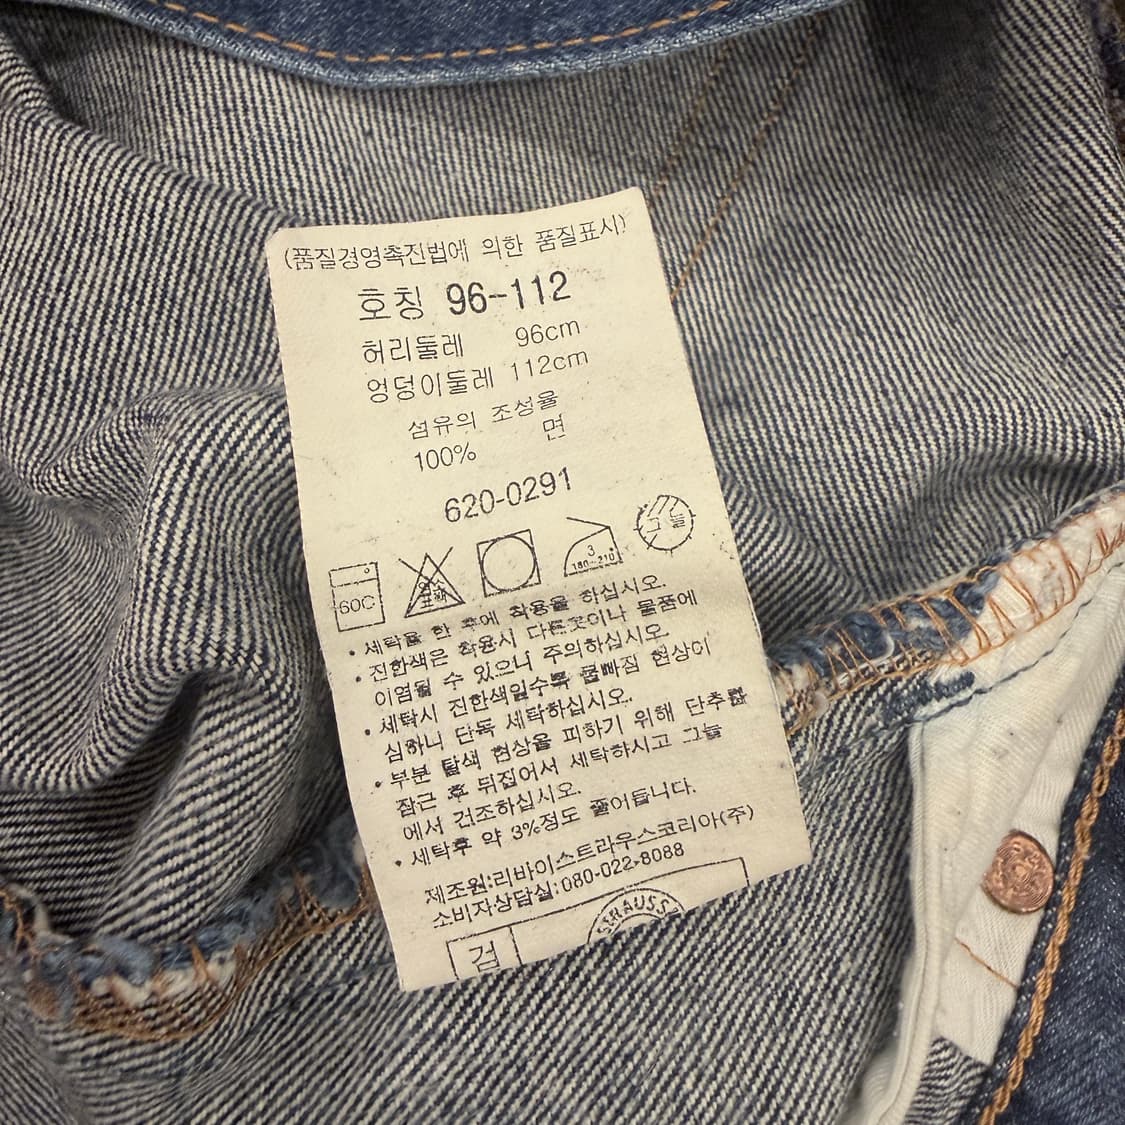 (품질경영촉진법에 의한 품질표시)
호칭 96-112
허리둘레 96cm
엉덩이둘레 112cm
섬유의 조성율
100% 면
620-0291
60C
염소
표백
3
180~210
그늘
• 세탁을 한 후에 착용을 하십시오.
• 진한색은 착용시 다른옷이나 물품에
이염될 수 있으니 주의하십시오.
• 세탁시 진한색일수록 물빠짐 현상이
심하니 단독 세탁하십시오.
• 부분 탈색 현상을 피하기 위해 단추를
잠근 후 뒤집어서 세탁하시고 그늘
에서 건조하십시오.
• 세탁후 약 3%정도 줄어듭니다.
제조원:리바이스트라우스코리아(주)
소비자상담실:080-022-8088
검
STRAUSS